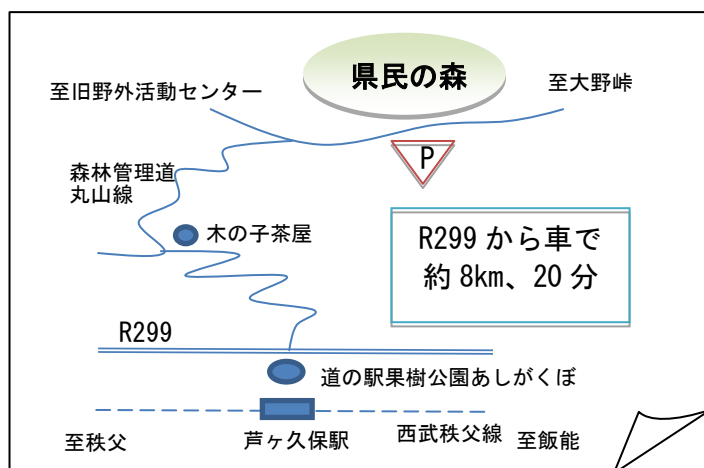 県民の森
至旧野外活動センター
至大野峠
P
森林管理道
丸山線
木の子茶屋
R299 から車で
約 8km、20 分
R299
道の駅果樹公園あしがくぼ
至秩父
芦ヶ久保駅
西武秩父線
至飯能